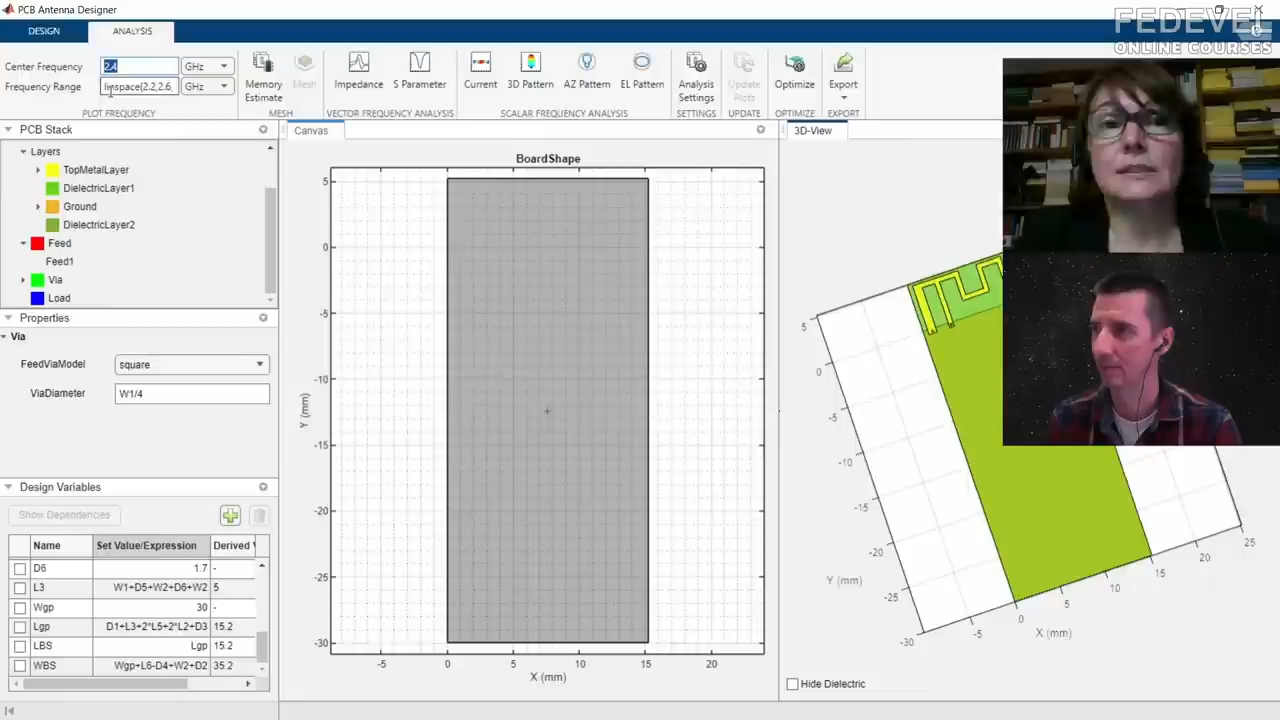 PCB Antenna Designer
FEDEVEL
ONLINE COURSES
DESIGN
ANALYSIS
Center Frequency
2.4
GHz
Frequency Range
linspace(2.2,2.6,
GHz
PLOT FREQUENCY
Memory
Estimate
Mesh
MESH
Impedance
S Parameter
VECTOR FREQUENCY ANALYSIS
Current
3D Pattern
AZ Pattern
EL Pattern
SCALAR FREQUENCY ANALYSIS
Analysis
Settings
SETTINGS
Update
Plots
UPDATE
Optimize
OPTIMIZE
Export
EXPORT
PCB Stack
Layers
TopMetalLayer
DielectricLayer1
Ground
DielectricLayer2
Feed
Feed1
Via
Load
Properties
Via
FeedViaModel
square
ViaDiameter
W1/4
Design Variables
Show Dependencies
Name
Set Value/Expression
Derived V
D6
1.7
-
L3
W1+D5+W2+D6+W2
5
Wgp
30
-
Lgp
D1+L3+2*L5+2*L2+D3
15.2
LBS
Lgp
15.2
WBS
Wgp+L6-D4+W2+D2
35.2
Canvas
BoardShape
5
0
-5
-10
-15
-20
-25
-30
Y (mm)
-5
0
5
10
15
20
X (mm)
3D-View
5
0
-5
-10
-15
-20
-25
-30
Y (mm)
-5
0
5
10
15
20
25
X (mm)
Hide Dielectric